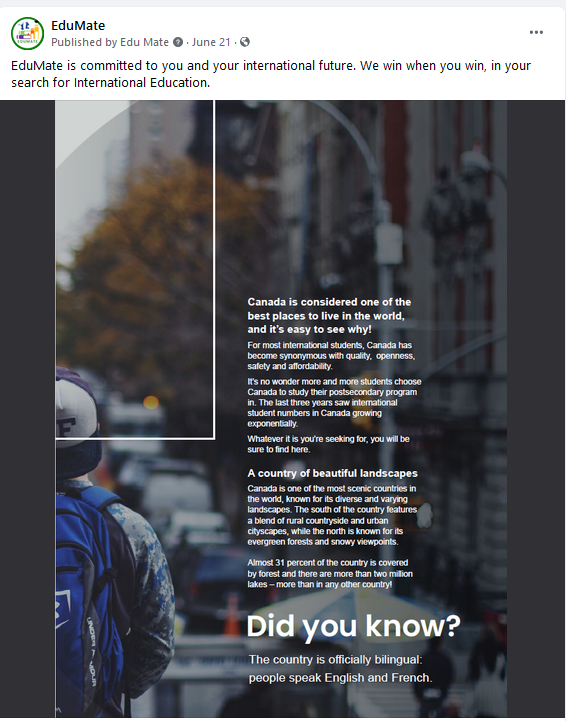 EduMate
Published by Edu Mate · June 21 ·
EduMate is committed to you and your international future. We win when you win, in your
search for International Education.
Canada is considered one of the
best places to live in the world,
and it's easy to see why!
For most international students, Canada has
become synonymous with quality, openness,
safety and affordability.
It's no wonder more and more students choose
Canada to study their postsecondary program
in. The last three years saw international
student numbers in Canada growing
exponentially.
Whatever it is you're seeking for, you will be
sure to find here.
A country of beautiful landscapes
Canada is one of the most scenic countries in
the world, known for its diverse and varying
landscapes. The south of the country features
a blend of rural countryside and urban
cityscapes, while the north is known for its
evergreen forests and snowy viewpoints.
Almost 31 percent of the country is covered
by forest and there are more than two million
lakes – more than in any other country!
Did you know?
The country is officially bilingual:
people speak English and French.
UNDER ARMOUR